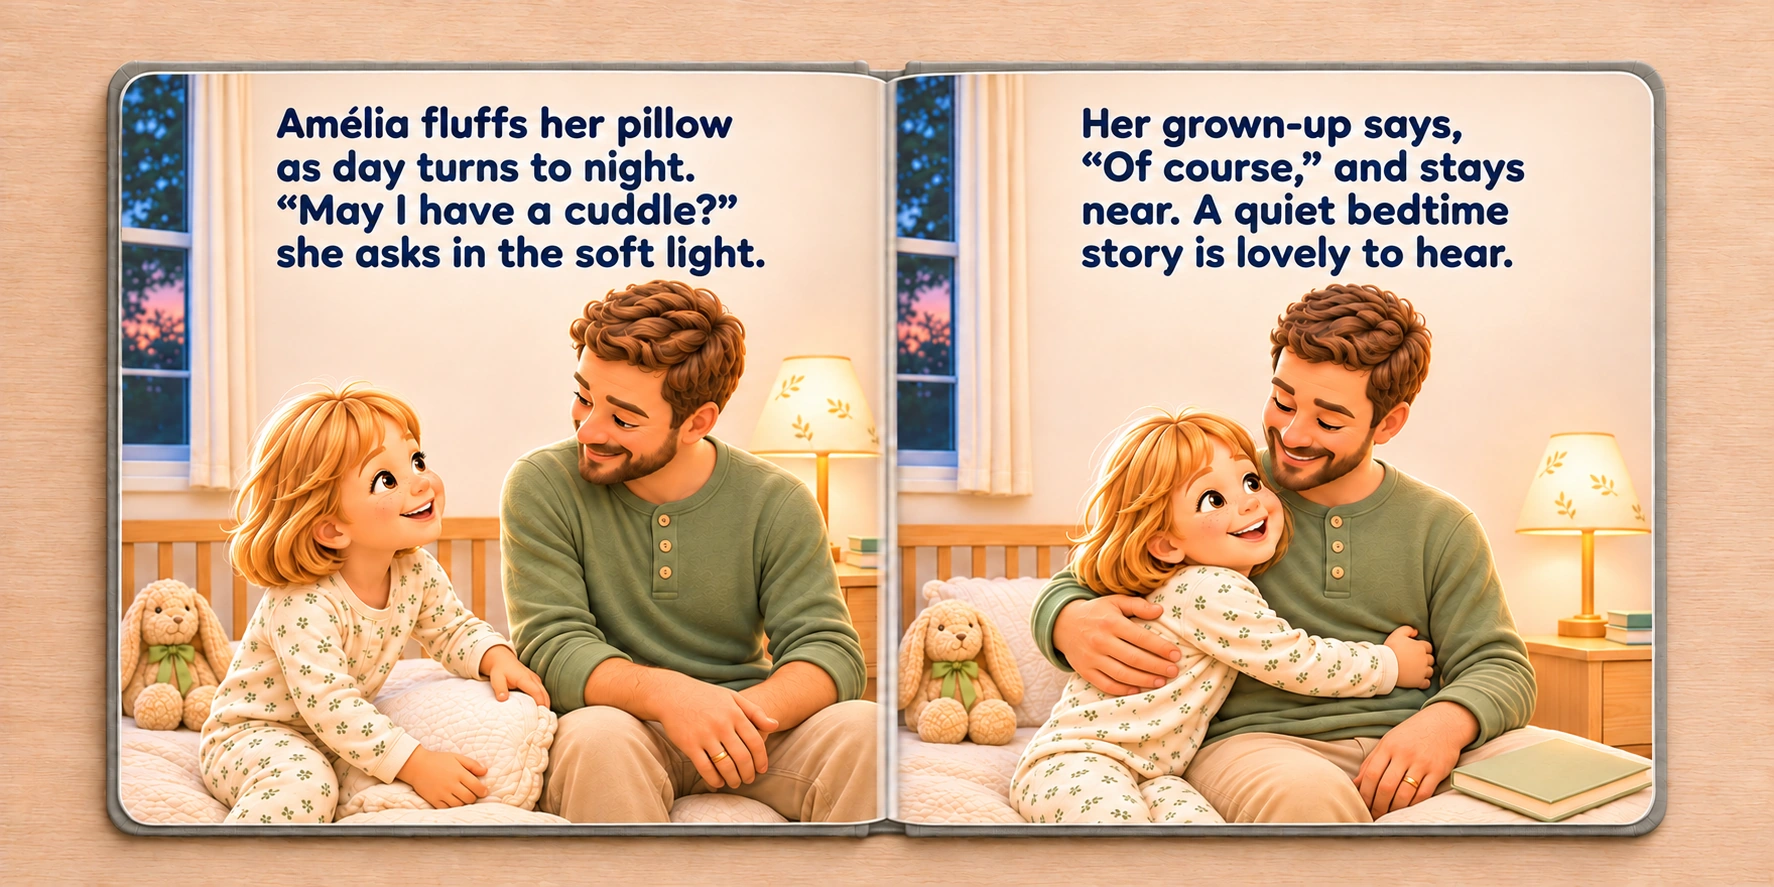 Amélia fluffs her pillow
as day turns to night.
“May I have a cuddle?”
she asks in the soft light.
Her grown-up says,
“Of course,” and stays
near. A quiet bedtime
story is lovely to hear.